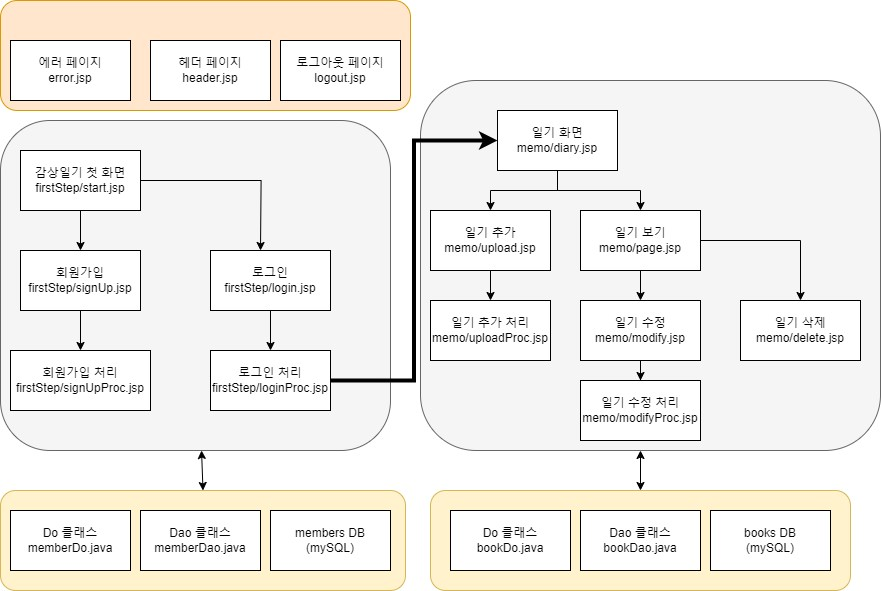 에러 페이지
error.jsp
헤더 페이지
header.jsp
로그아웃 페이지
logout.jsp
감상일기 첫 화면
firstStep/start.jsp
회원가입
firstStep/signUp.jsp
로그인
firstStep/login.jsp
회원가입 처리
firstStep/signUpProc.jsp
로그인 처리
firstStep/loginProc.jsp
일기 화면
memo/diary.jsp
일기 추가
memo/upload.jsp
일기 보기
memo/page.jsp
일기 추가 처리
memo/uploadProc.jsp
일기 수정
memo/modify.jsp
일기 삭제
memo/delete.jsp
일기 수정 처리
memo/modifyProc.jsp
Do 클래스
memberDo.java
Dao 클래스
memberDao.java
members DB
(mySQL)
Do 클래스
bookDo.java
Dao 클래스
bookDao.java
books DB
(mySQL)